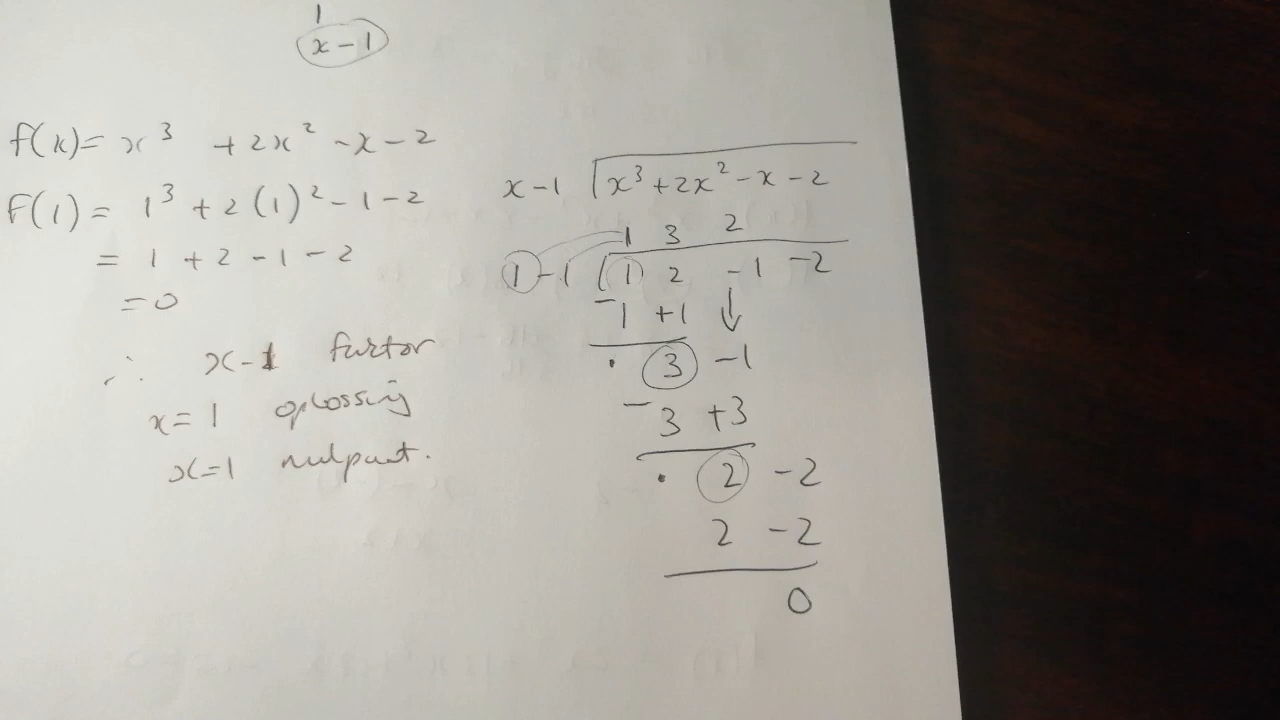 1
x - 1
f(x) = x³ + 2x² - x - 2
f(1) = 1³ + 2(1)² - 1 - 2
= 1 + 2 - 1 - 2
= 0
∴ x - 1 factor
x = 1 oplossing
x = 1 nulpunt.
x - 1 x³ + 2x² - x - 2
1 3 2
1 - 1 1 2 - 1 - 2
- 1 + 1
· 3 - 1
- 3 + 3
· 2 - 2
2 - 2
0